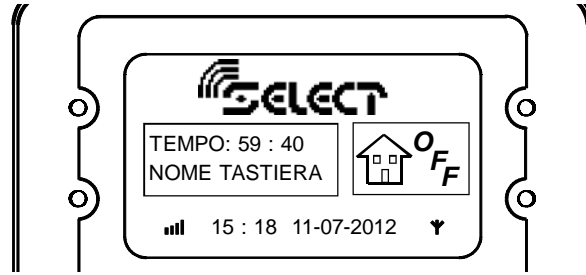 SELECT
TEMPO: 59 : 40
NOME TASTIERA
OFF
15 : 18 11-07-2012